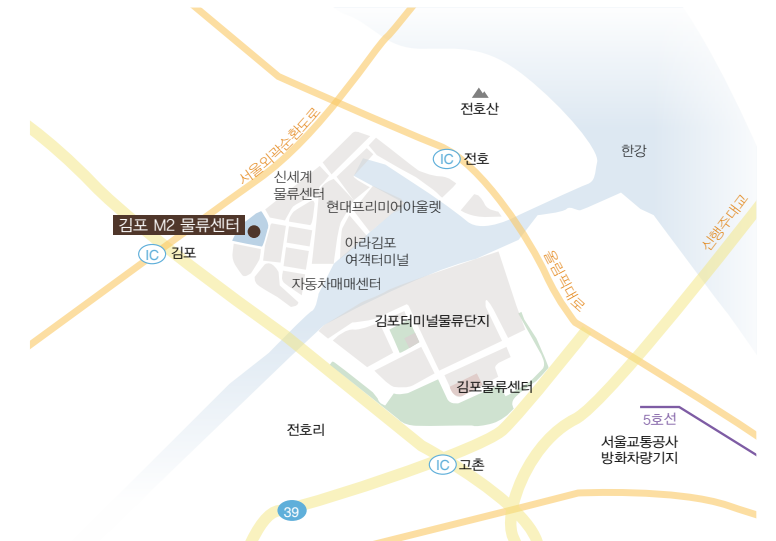 전호산
서울외곽순환도로
IC 전호
한강
신세계
물류센터
현대프리미어아울렛
김포 M2 물류센터
신행주대교
아라김포
여객터미널
IC 김포
자동차매매센터
올림픽대로
김포터미널물류단지
김포물류센터
5호선
전호리
서울교통공사
방화차량기지
IC 고촌
39